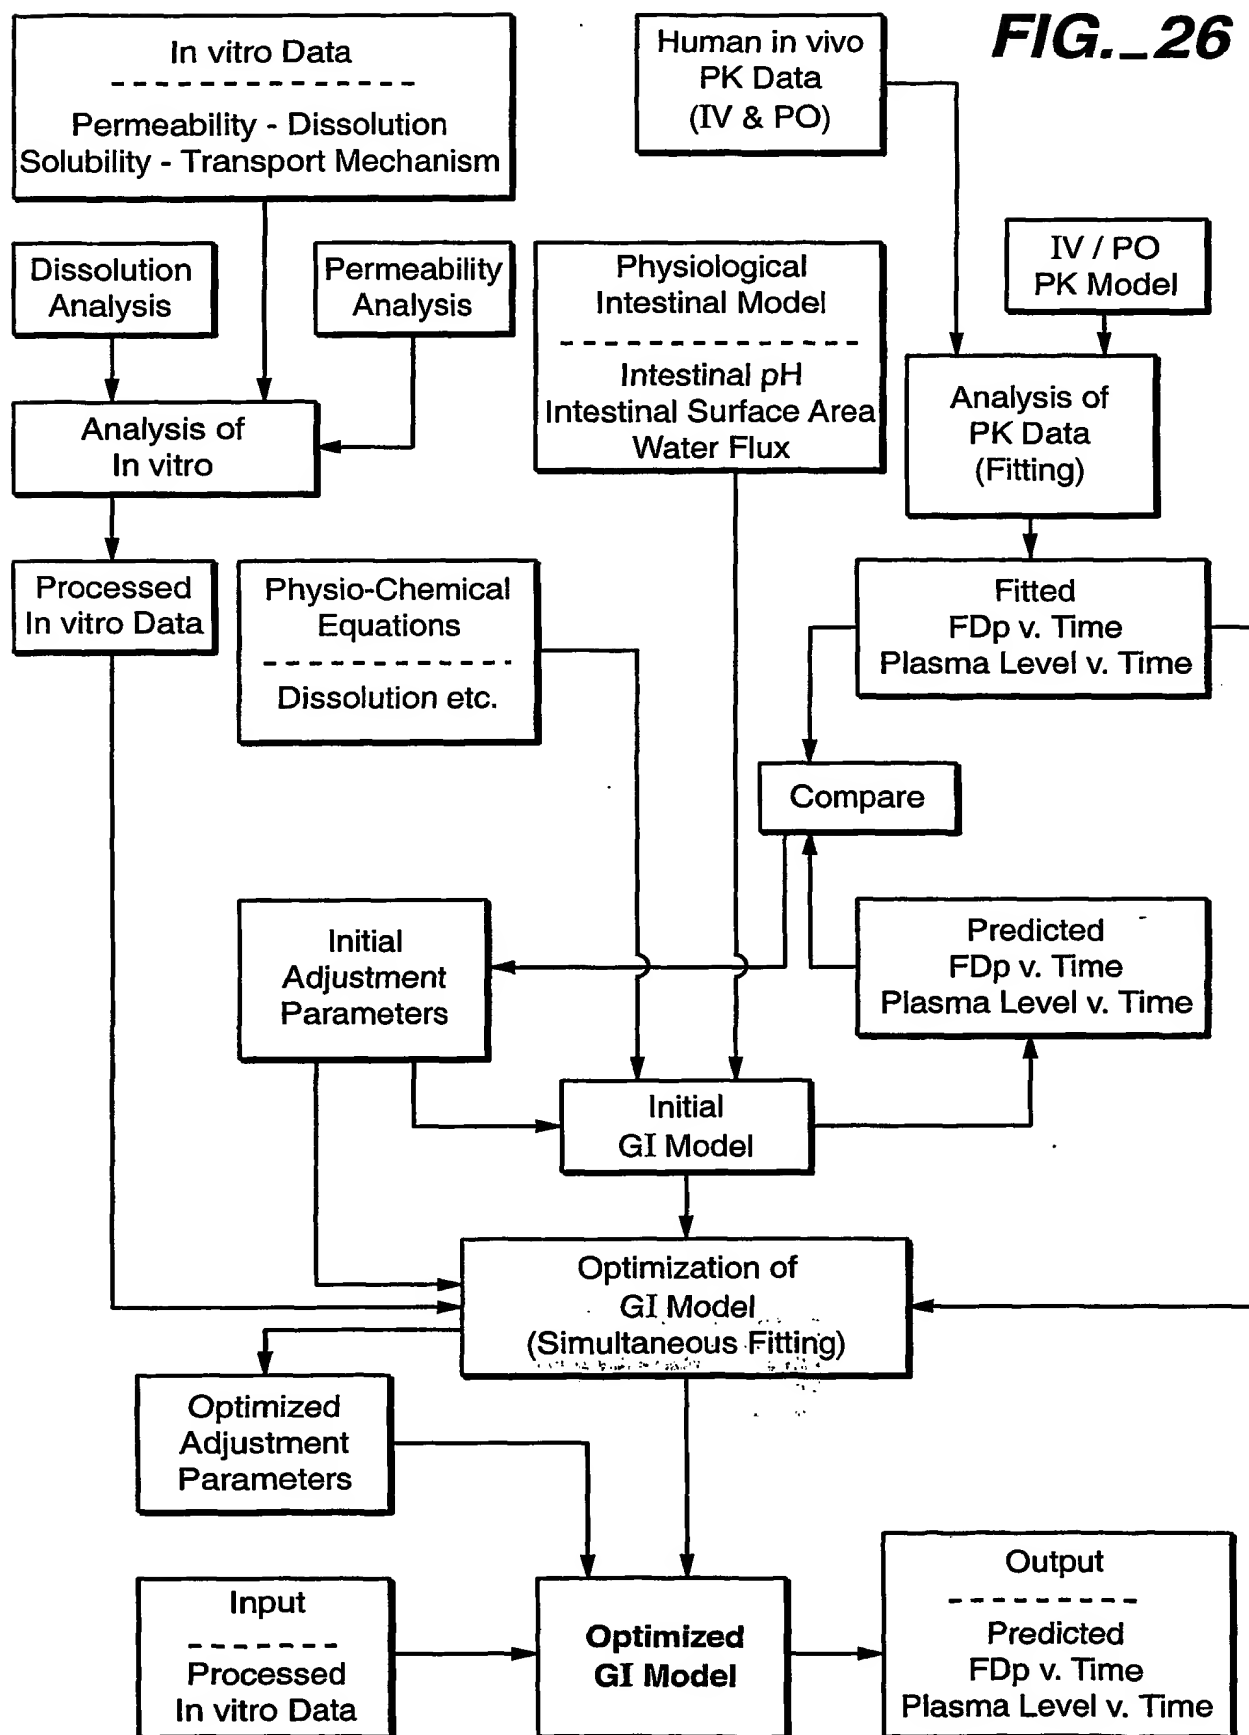 FIG._26
In vitro Data
Permeability - Dissolution
Solubility - Transport Mechanism
Human in vivo
PK Data
(IV & PO)
Dissolution
Analysis
Permeability
Analysis
Physiological
Intestinal Model
Intestinal pH
Intestinal Surface Area
Water Flux
IV / PO
PK Model
Analysis of
In vitro
Analysis of
PK Data
(Fitting)
Processed
In vitro Data
Physio-Chemical
Equations
Dissolution etc.
Fitted
FDp v. Time
Plasma Level v. Time
Compare
Initial
Adjustment
Parameters
Predicted
FDp v. Time
Plasma Level v. Time
Initial
GI Model
Optimization of
GI Model
(Simultaneous Fitting)
Optimized
Adjustment
Parameters
Input
Processed
In vitro Data
Optimized
GI Model
Output
Predicted
FDp v. Time
Plasma Level v. Time